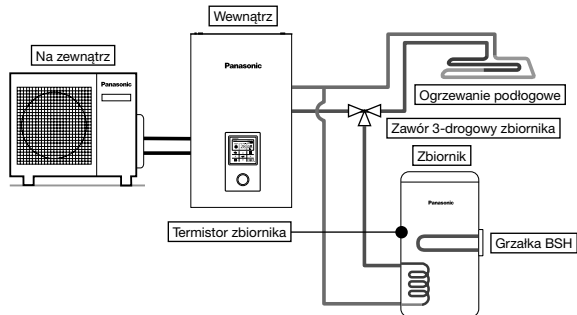 Wewnątrz
Na zewnątrz
Panasonic
Panasonic
Ogrzewanie podłogowe
Zawór 3-drogowy zbiornika
Zbiornik
Panasonic
Termistor zbiornika
Grzałka BSH